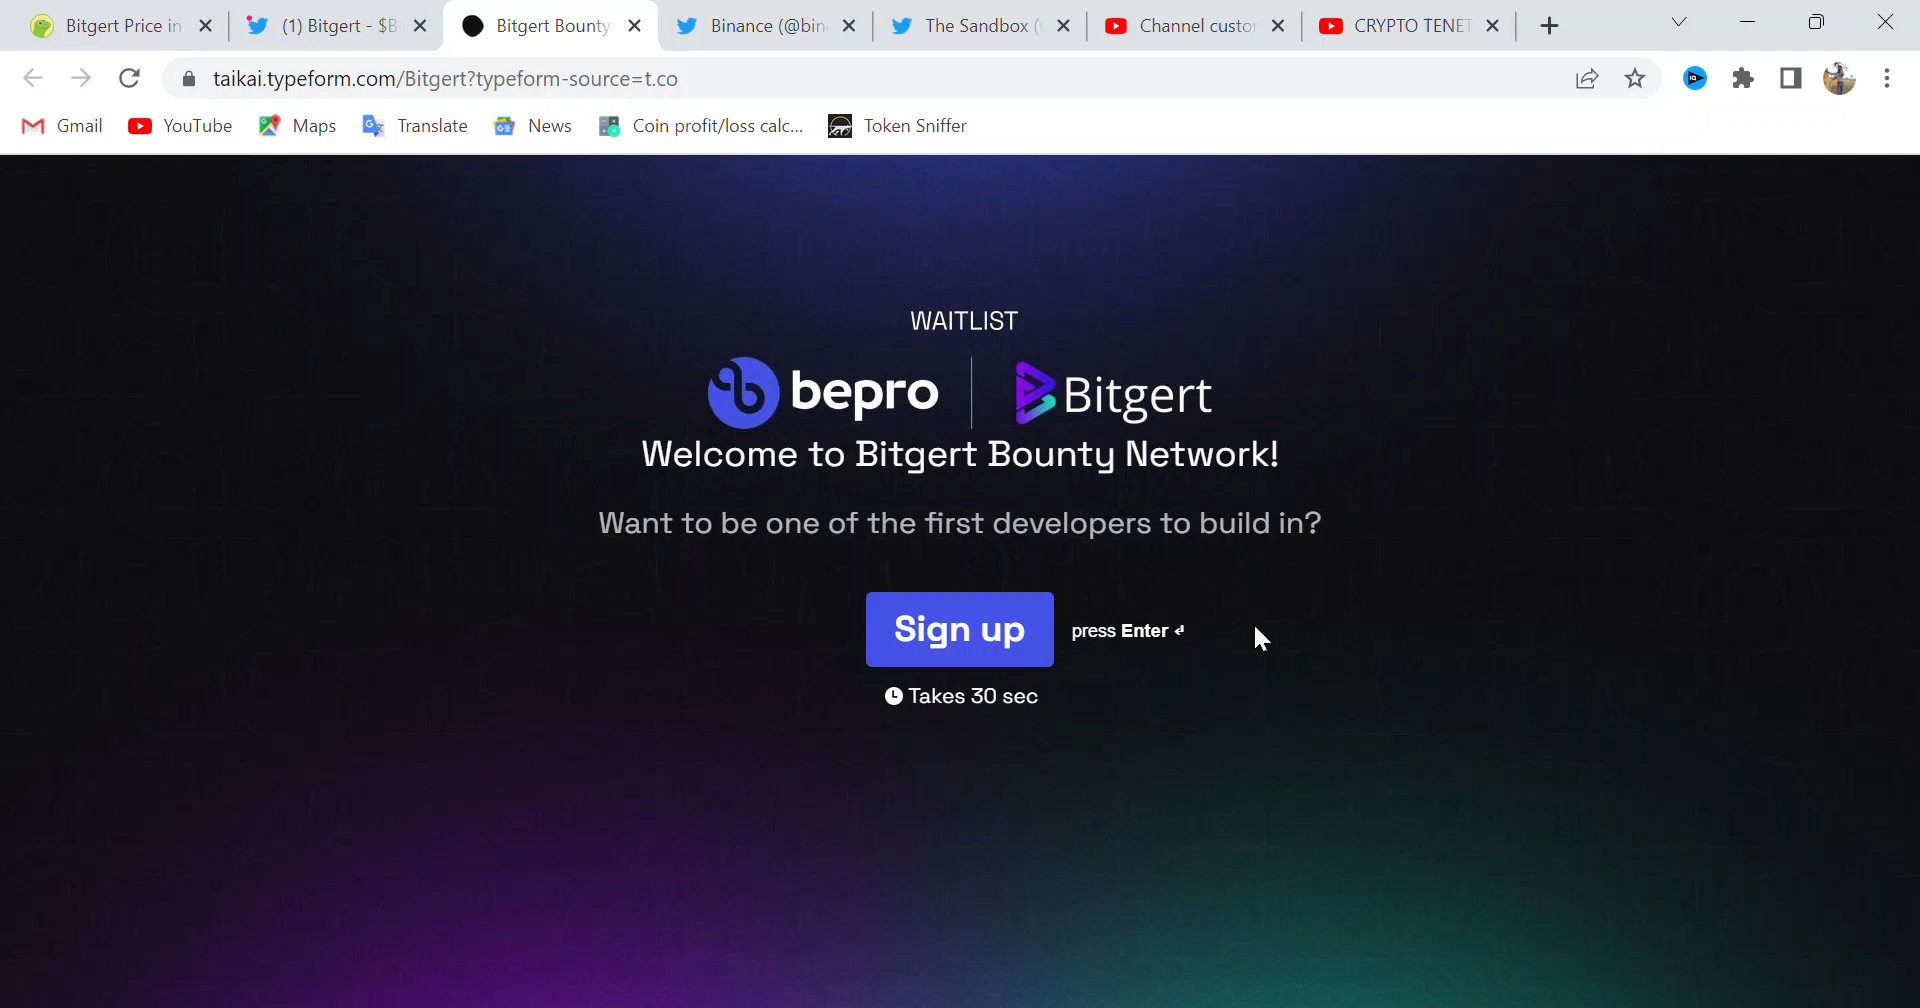 Bitgert Price in
(1) Bitgert - $B
Bitgert Bounty
Binance (@bin
The Sandbox (
Channel custor
CRYPTO TENET
taikai.typeform.com/Bitgert?typeform-source=t.co
Gmail
YouTube
Maps
Translate
News
Coin profit/loss calc...
Token Sniffer
WAITLIST
bepro
Bitgert
Welcome to Bitgert Bounty Network!
Want to be one of the first developers to build in?
Sign up
press Enter ↵
Takes 30 sec